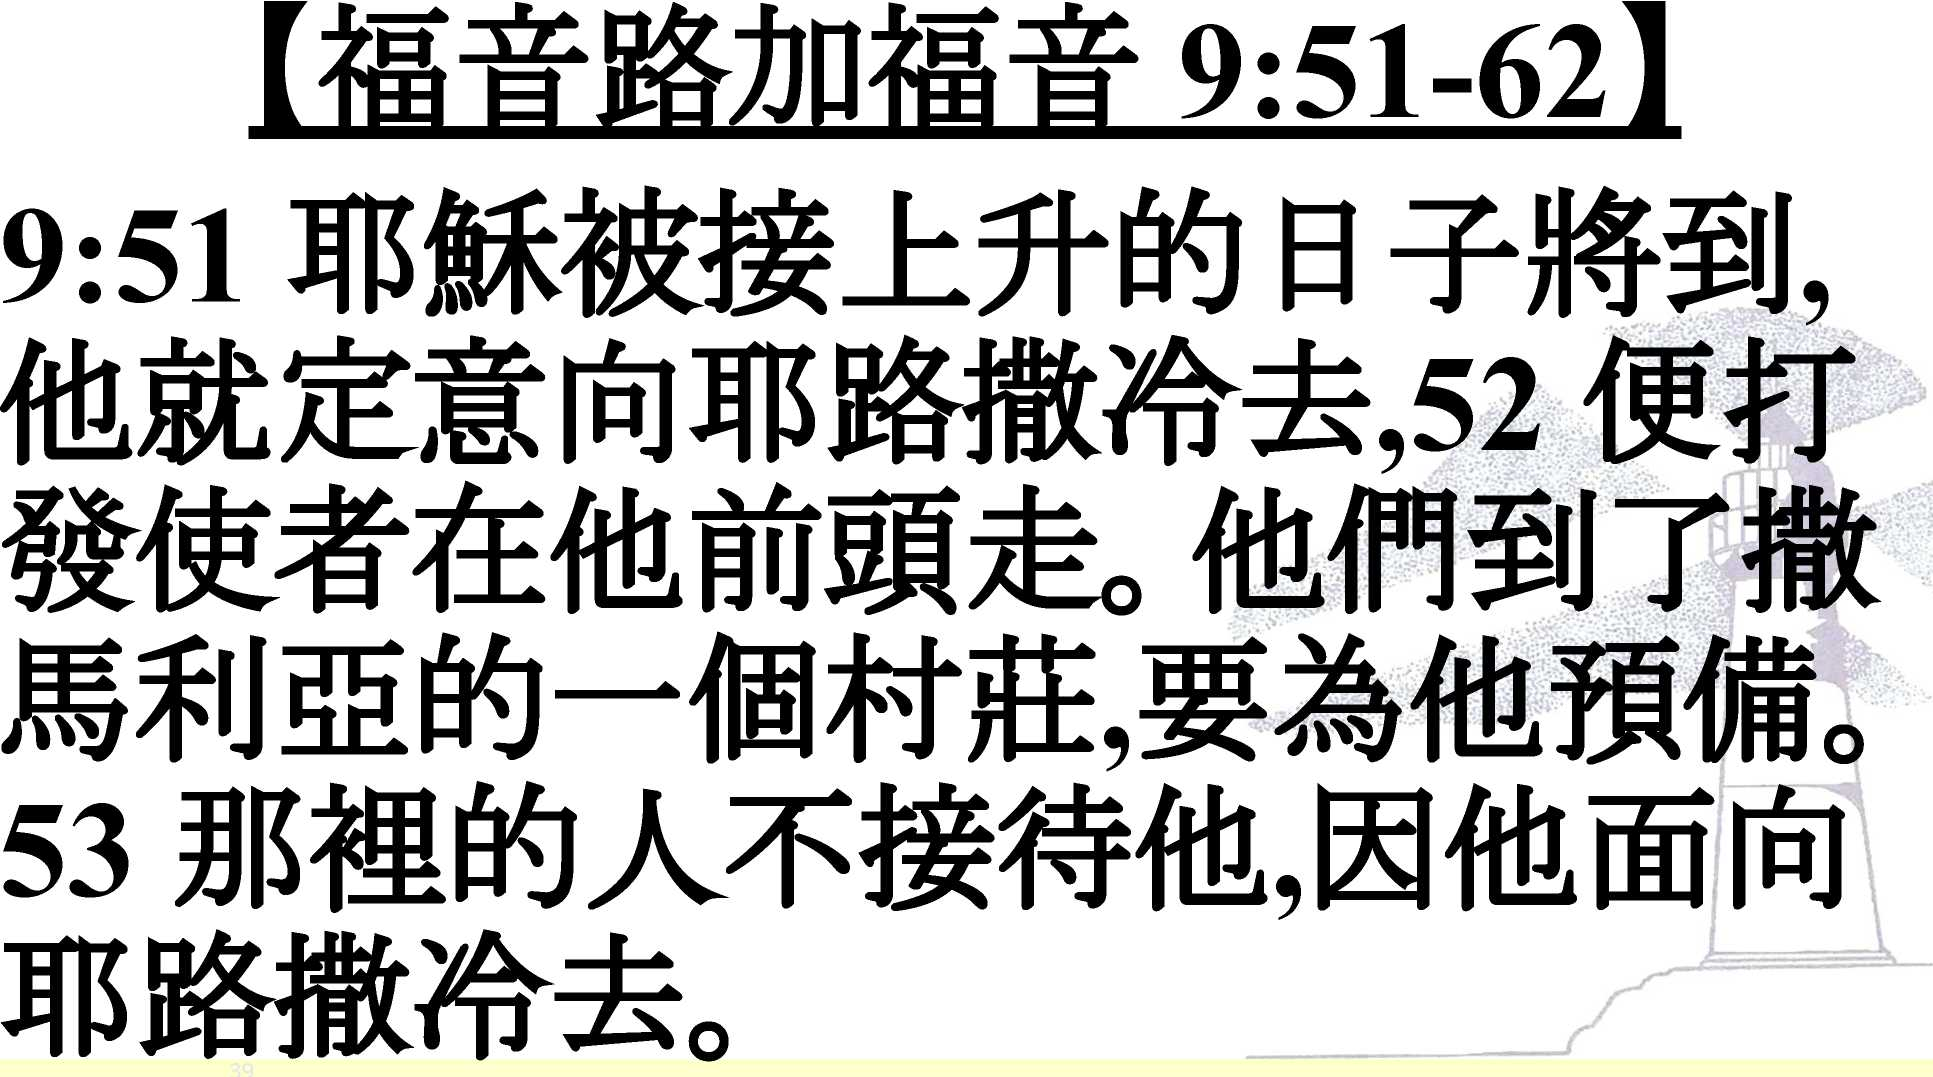 【福音路加福音 9:51-62】
9:51 耶穌被接上升的日子將到,
他就定意向耶路撒冷去,52 便打
發使者在他前頭走。他們到了撒
馬利亞的一個村莊,要為他預備。
53 那裡的人不接待他,因他面向
耶路撒冷去。
39